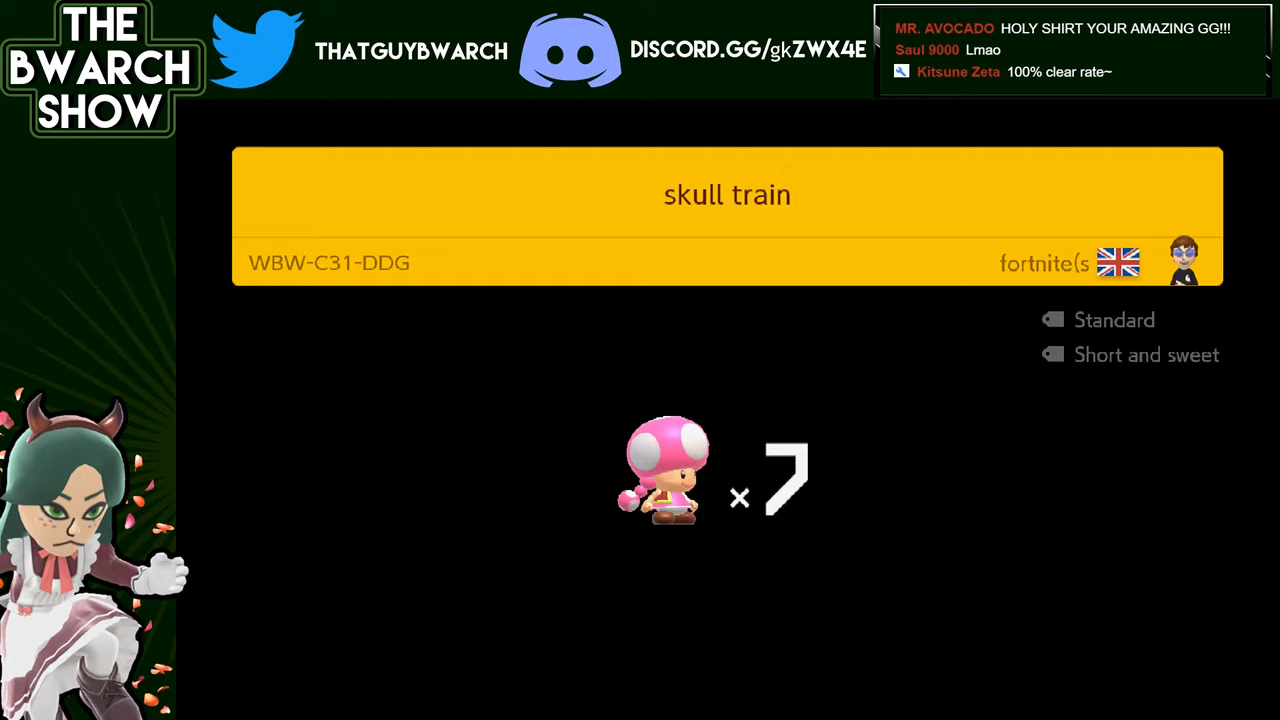 THE
BWARCH
SHOW
THATGUYBWARCH
DISCORD.GG/gkZWX4E
MR. AVOCADO HOLY SHIRT YOUR AMAZING GG!!!
Saul 9000 Lmao
Kitsune Zeta 100% clear rate~
skull train
WBW-C31-DDG
fortnite(s
Standard
Short and sweet
× 7